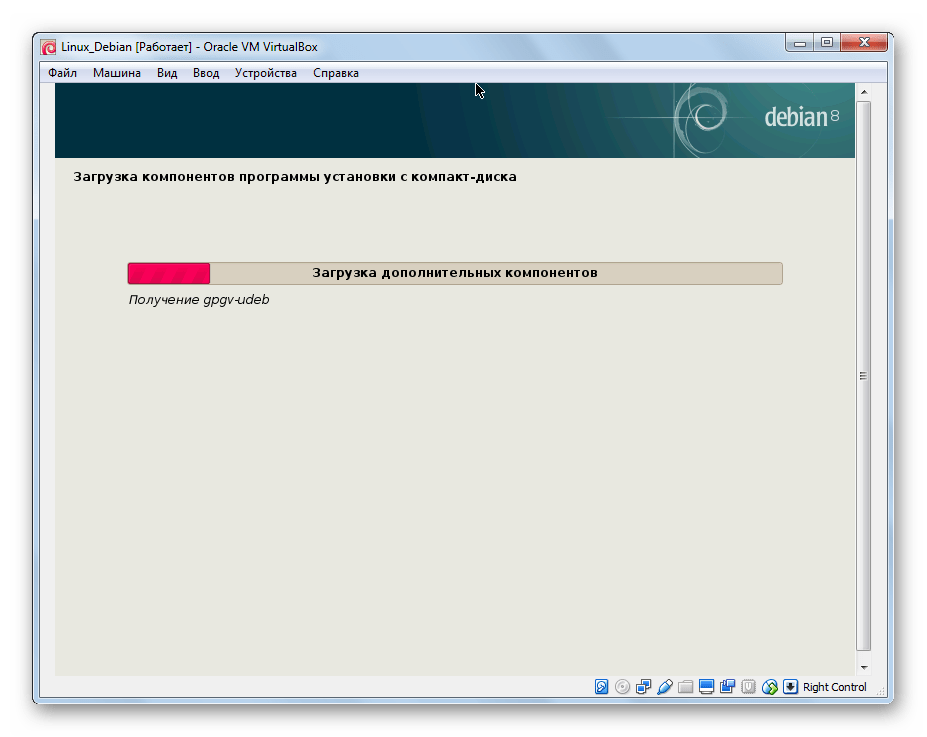 Linux_Debian [Работает] - Oracle VM VirtualBox
Файл Машина Вид Ввод Устройства Справка
debian 8
Загрузка компонентов программы установки с компакт-диска
Загрузка дополнительных компонентов
Получение gpgv-udeb
Right Control